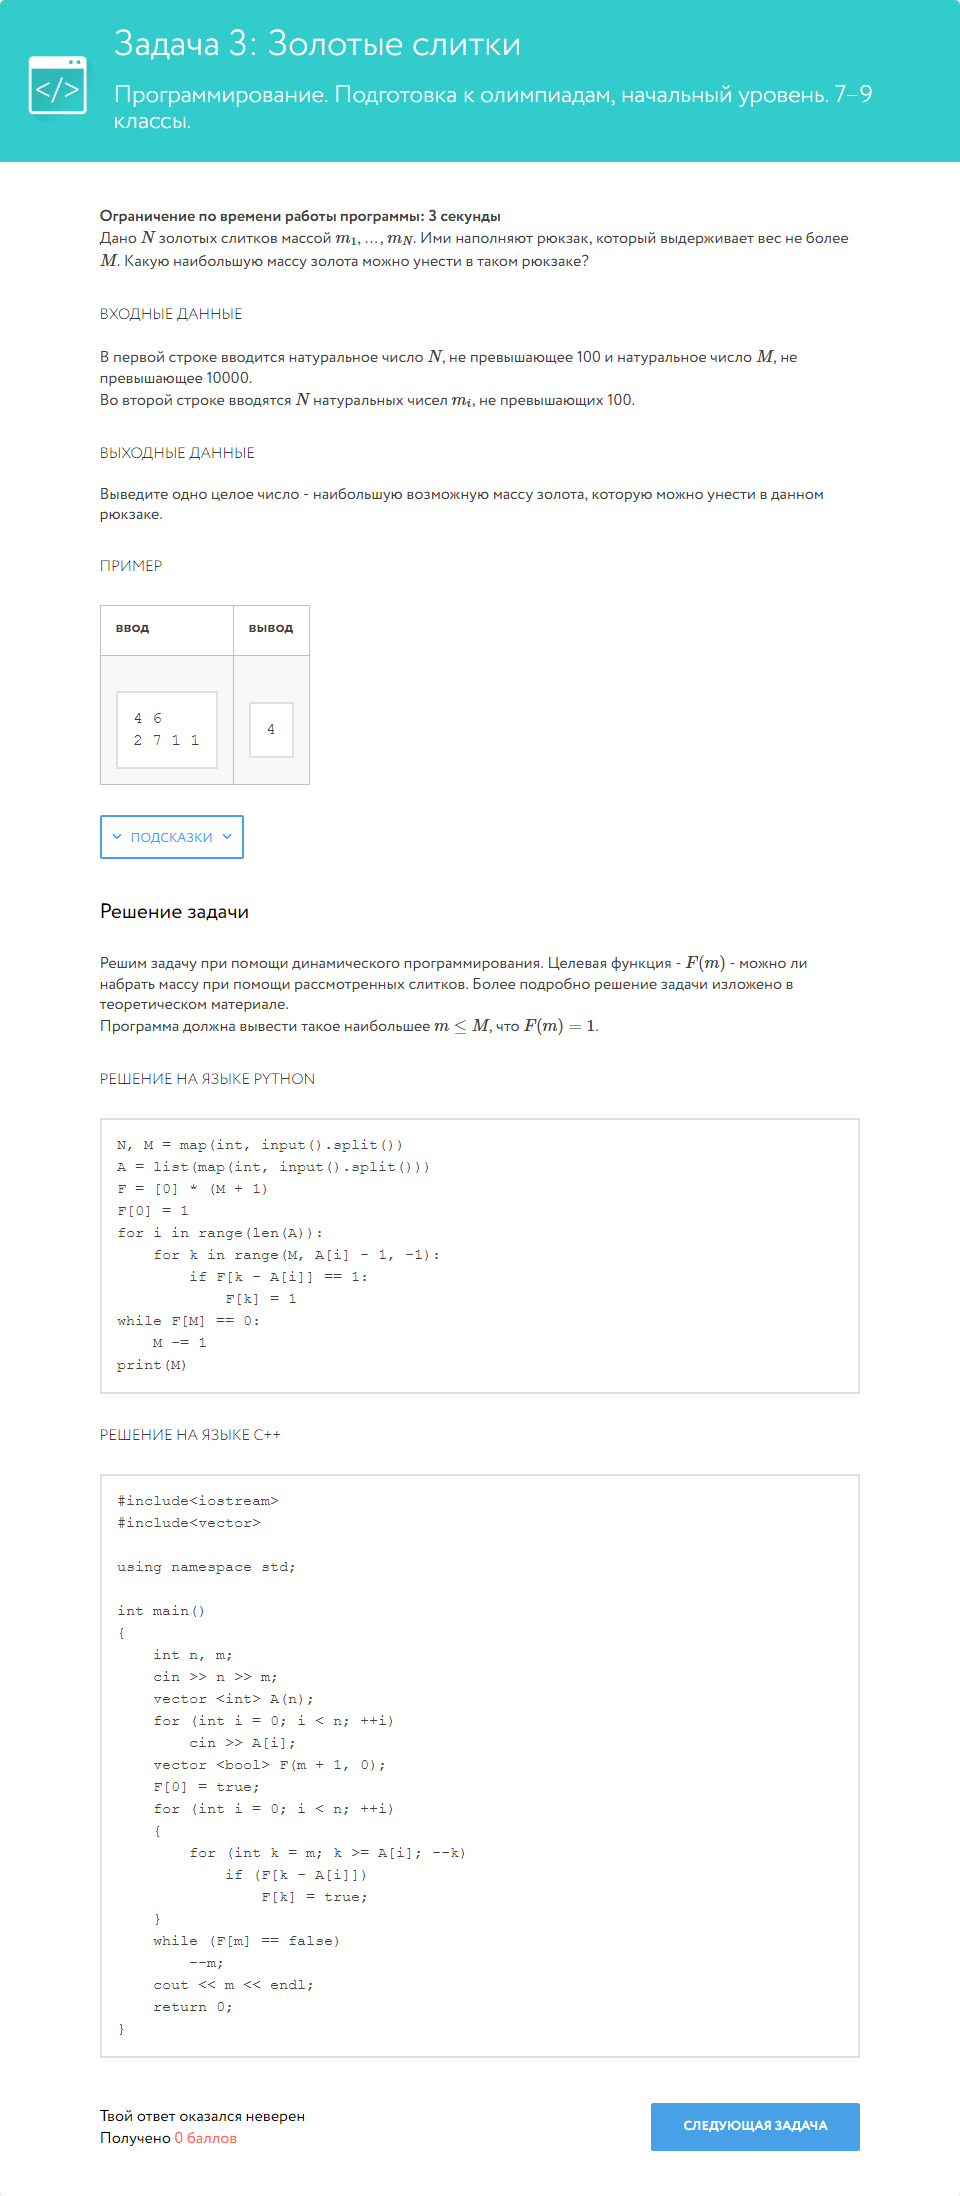 Задача 3: Золотые слитки
</>
Программирование. Подготовка к олимпиадам, начальный уровень. 7–9
классы.
Ограничение по времени работы программы: 3 секунды
Дано N золотых слитков массой m₁, …, mN. Ими наполняют рюкзак, который выдерживает вес не более
M. Какую наибольшую массу золота можно унести в таком рюкзаке?
ВХОДНЫЕ ДАННЫЕ
В первой строке вводится натуральное число N, не превышающее 100 и натуральное число M, не
превышающее 10000.
Во второй строке вводятся N натуральных чисел mᵢ, не превышающих 100.
ВЫХОДНЫЕ ДАННЫЕ
Выведите одно целое число - наибольшую возможную массу золота, которую можно унести в данном
рюкзаке.
ПРИМЕР
ввод вывод
4 6
2 7 1 1
4
ПОДСКАЗКИ
Решение задачи
Решим задачу при помощи динамического программирования. Целевая функция - F(m) - можно ли
набрать массу при помощи рассмотренных слитков. Более подробно решение задачи изложено в
теоретическом материале.
Программа должна вывести такое наибольшее m ≤ M, что F(m) = 1.
РЕШЕНИЕ НА ЯЗЫКЕ PYTHON
N, M = map(int, input().split())
A = list(map(int, input().split()))
F = [0] * (M + 1)
F[0] = 1
for i in range(len(A)):
    for k in range(M, A[i] - 1, -1):
        if F[k - A[i]] == 1:
            F[k] = 1
while F[M] == 0:
    M -= 1
print(M)
РЕШЕНИЕ НА ЯЗЫКЕ C++
#include<iostream>
#include<vector>
using namespace std;
int main()
{
    int n, m;
    cin >> n >> m;
    vector <int> A(n);
    for (int i = 0; i < n; ++i)
        cin >> A[i];
    vector <bool> F(m + 1, 0);
    F[0] = true;
    for (int i = 0; i < n; ++i)
    {
        for (int k = m; k >= A[i]; --k)
            if (F[k - A[i]])
                F[k] = true;
    }
    while (F[m] == false)
        --m;
    cout << m << endl;
    return 0;
}
Твой ответ оказался неверен
Получено 0 баллов
СЛЕДУЮЩАЯ ЗАДАЧА